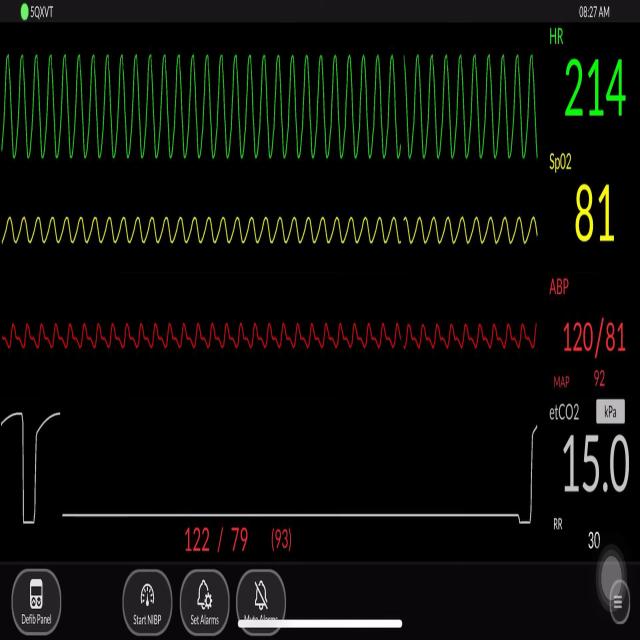 5QXVT
08:27 AM
HR
214
SpO2
81
ABP
120/81
MAP 92
etCO2 kPa
15.0
RR
30
122 / 79 (93)
Defib Panel
Start NIBP
Set Alarms
Mute Alarms